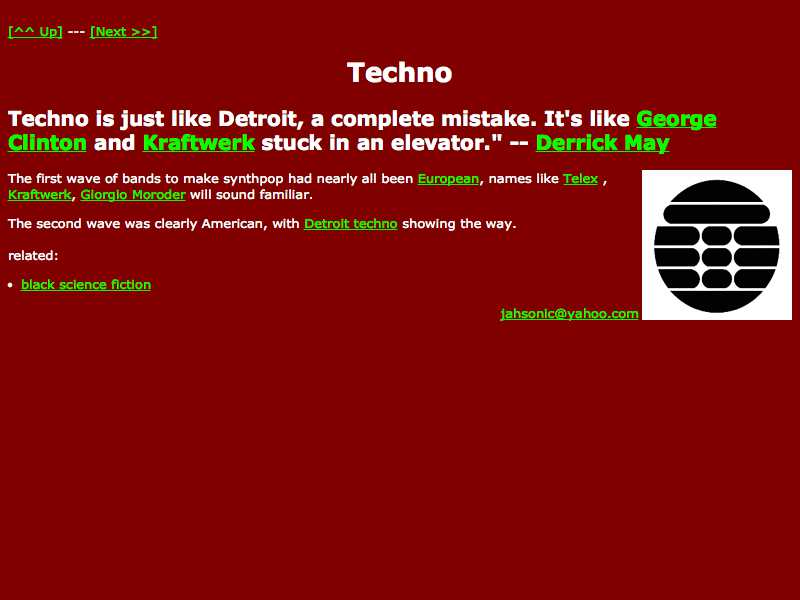 [^^ Up] --- [Next >>]
Techno
Techno is just like Detroit, a complete mistake. It's like George
Clinton and Kraftwerk stuck in an elevator." -- Derrick May
The first wave of bands to make synthpop had nearly all been European, names like Telex ,
Kraftwerk, Giorgio Moroder will sound familiar.
The second wave was clearly American, with Detroit techno showing the way.
related:
• black science fiction
jahsonic@yahoo.com